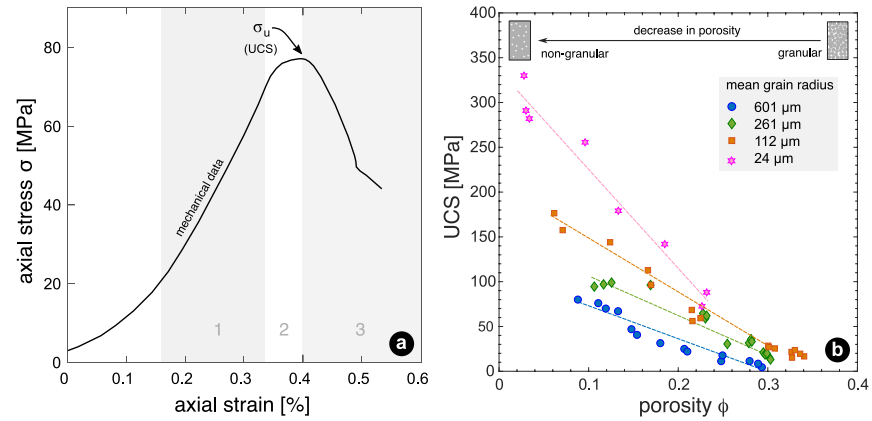 80
60
40
20
0
axial stress σ [MPa]
σu
(UCS)
mechanical data
1
2
3
a
0
0.1
0.2
0.3
0.4
0.5
0.6
axial strain [%]
400
350
300
250
200
150
100
50
0
UCS [MPa]
decrease in porosity
non-granular
granular
mean grain radius
601 µm
261 µm
112 µm
24 µm
b
0
0.1
0.2
0.3
0.4
porosity ϕ